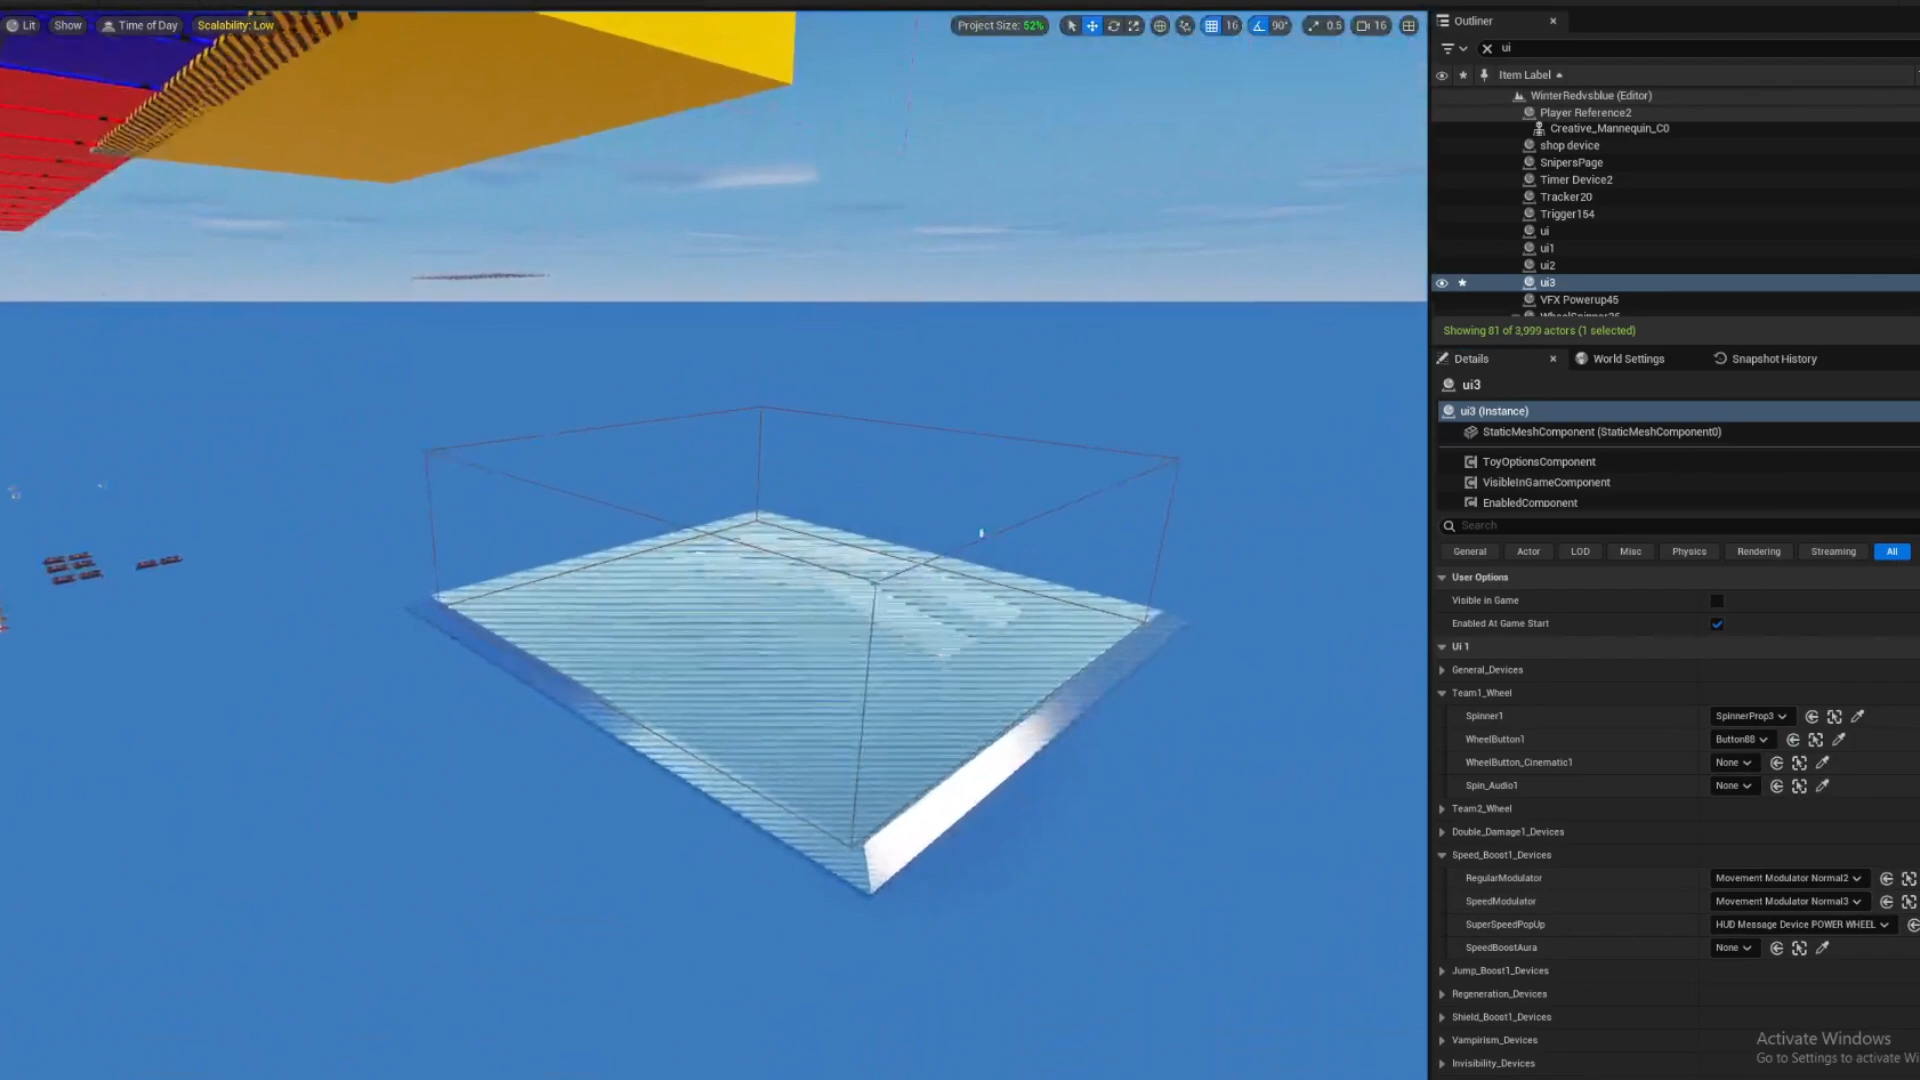 Lit
Show
Time of Day
Scalability: Low
Project Size: 52%
16
90°
0.5
16
Outliner
ui
Item Label
WinterRedvsblue (Editor)
Player Reference2
Creative_Mannequin_C0
shop device
SnipersPage
Timer Device2
Tracker20
Trigger154
ui
ui1
ui2
ui3
VFX Powerup45
Showing 81 of 3,999 actors (1 selected)
Details
World Settings
Snapshot History
ui3
ui3 (Instance)
StaticMeshComponent (StaticMeshComponent0)
ToyOptionsComponent
VisibleInGameComponent
EnabledComponent
Search
General
Actor
LOD
Misc
Physics
Rendering
Streaming
All
User Options
Visible in Game
Enabled At Game Start
Ui 1
General_Devices
Team1_Wheel
Spinner1
SpinnerProp3
WheelButton1
Button88
WheelButton_Cinematic1
None
Spin_Audio1
None
Team2_Wheel
Double_Damage1_Devices
Speed_Boost1_Devices
RegularModulator
Movement Modulator Normal2
SpeedModulator
Movement Modulator Normal3
SuperSpeedPopUp
HUD Message Device POWER WHEEL
SpeedBoostAura
None
Jump_Boost1_Devices
Regeneration_Devices
Shield_Boost1_Devices
Vampirism_Devices
Invisibility_Devices
Activate Windows
Go to Settings to activate Wi